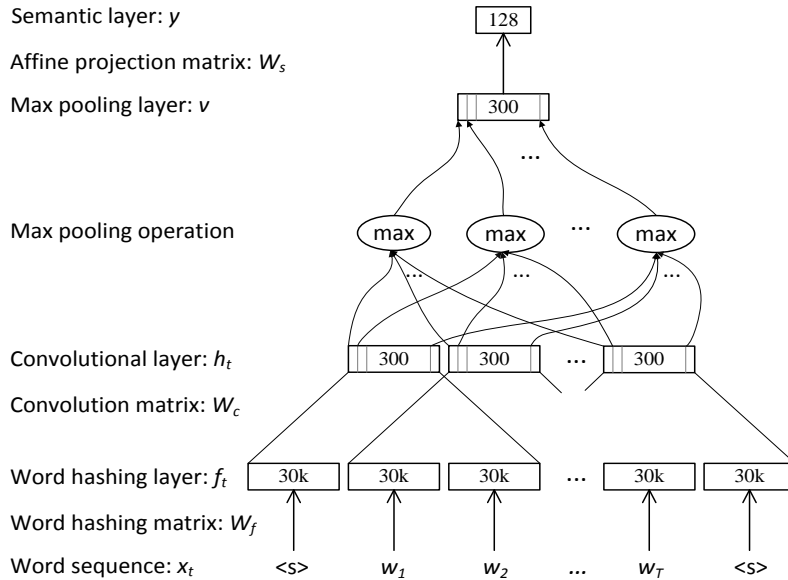 Semantic layer: y 128
Affine projection matrix: Ws
Max pooling layer: v 300
...
Max pooling operation max max ... max
... ... ...
Convolutional layer: ht 300 300 ... 300
Convolution matrix: Wc
Word hashing layer: ft 30k 30k 30k ... 30k 30k
Word hashing matrix: Wf
Word sequence: xt <s> w1 w2 ... wT <s>